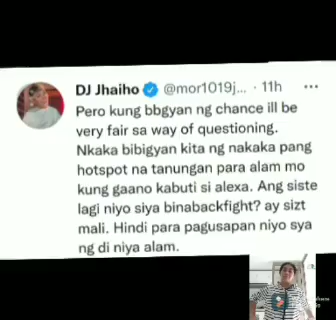 DJ Jhaiho @mor1019j... · 11h
Pero kung bbgyan ng chance ill be
very fair sa way of questioning.
Nkaka bibigyan kita ng nakaka pang
hotspot na tanungan para alam mo
kung gaano kabuti si alexa. Ang siste
lagi niyo siya binabackfight? ay sizt
mali. Hindi para pagusapan niyo sya
ng di niya alam.